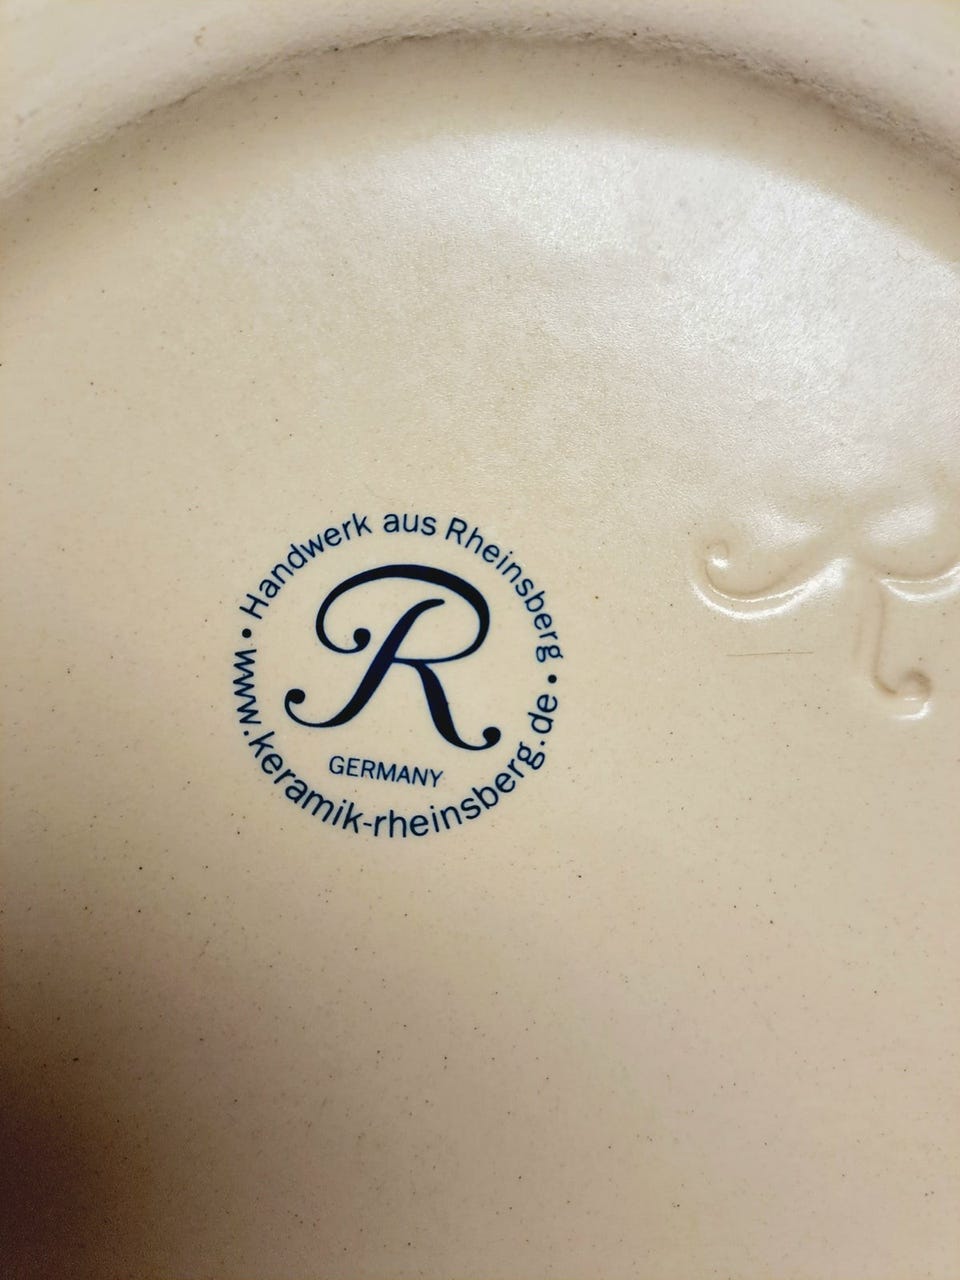 • Handwerk aus Rheinsberg •
R
GERMANY
www.keramik-rheinsberg.de